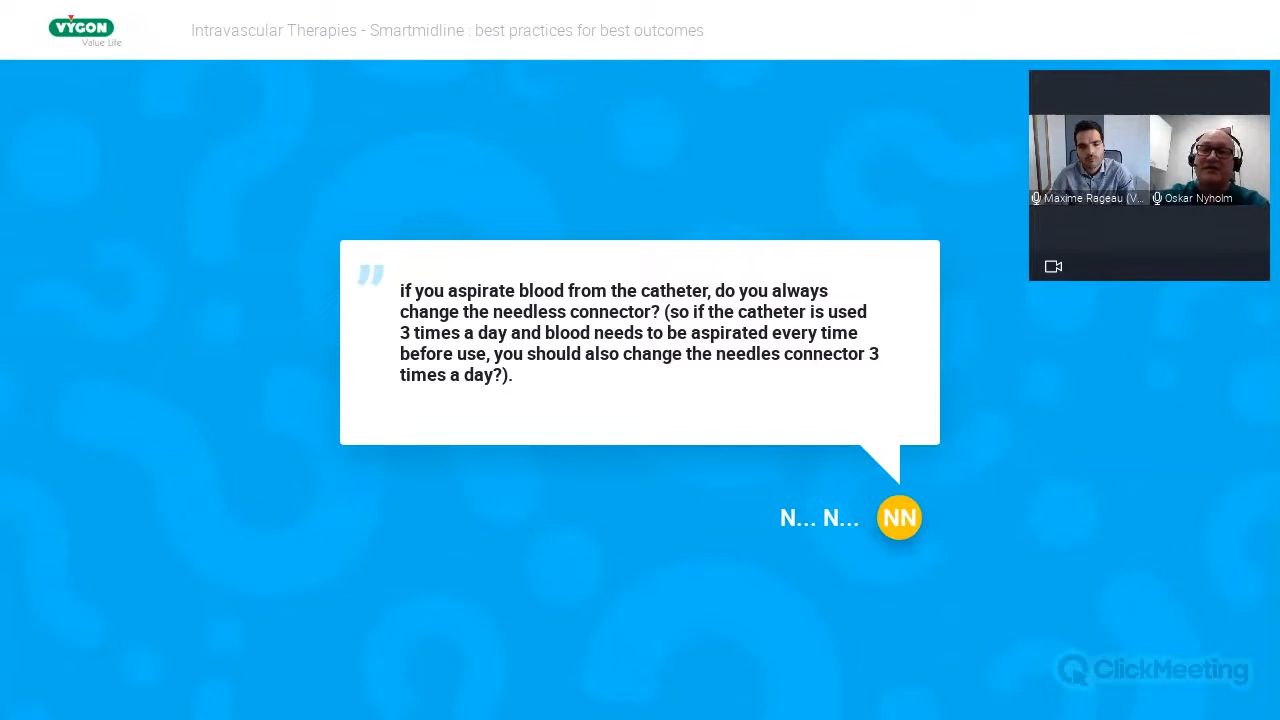 VYGON
Value Life
Intravascular Therapies - Smartmidline : best practices for best outcomes
Maxime Rageau (V...
Oskar Nyholm
"
if you aspirate blood from the catheter, do you always
change the needless connector? (so if the catheter is used
3 times a day and blood needs to be aspirated every time
before use, you should also change the needles connector 3
times a day?).
N... N...
NN
ClickMeeting